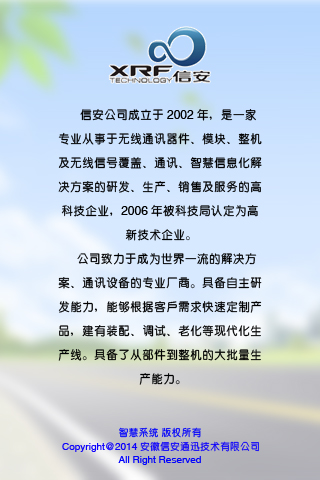 XRF信安
TECHNOLOGY
信安公司成立于 2002 年，是一家
专业从事于无线通讯器件、模块、整机
及无线信号覆盖、通讯、智慧信息化解
决方案的研发、生产、销售及服务的高
科技企业，2006 年被科技局认定为高
新技术企业。
公司致力于成为世界一流的解决方
案、通讯设备的专业厂商。具备自主研
发能力，能够根据客戶需求快速定制产
品，建有装配、调试、老化等现代化生
产线。具备了从部件到整机的大批量生
产能力。
智慧系统 版权所有
Copyright@2014 安徽信安通迅技术有限公司
All Right Reserved